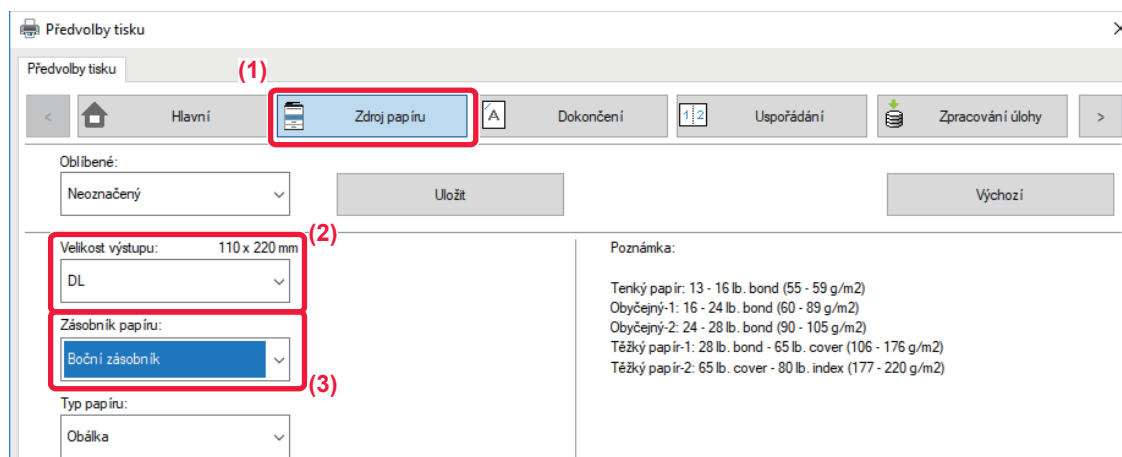 Předvolby tisku
Předvolby tisku
(1)
< Hlavní Zdroj papíru A Dokončení 1 2 Uspořádání Zpracování úlohy >
Oblíbené:
Neoznačený Uložit Výchozí
(2)
Velikost výstupu: 110 x 220 mm
DL
Zásobník papíru:
Boční zásobník
(3)
Typ papíru:
Obálka
Poznámka:
Tenký papír: 13 - 16 lb. bond (55 - 59 g/m2)
Obyčejný-1: 16 - 24 lb. bond (60 - 89 g/m2)
Obyčejný-2: 24 - 28 lb. bond (90 - 105 g/m2)
Těžký papír-1: 28 lb. bond - 65 lb. cover (106 - 176 g/m2)
Těžký papír-2: 65 lb. cover - 80 lb. index (177 - 220 g/m2)